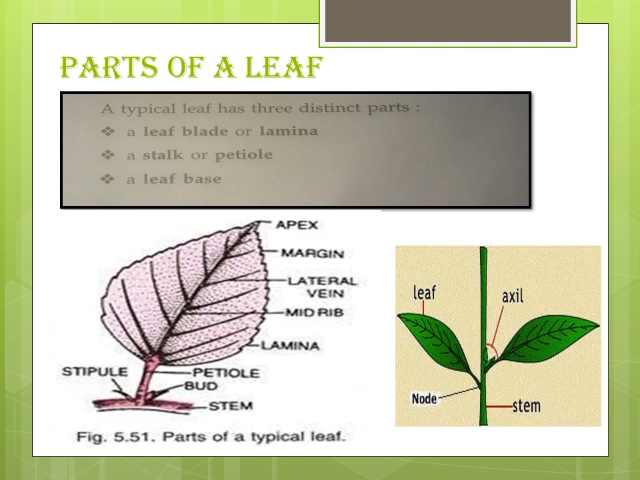 PARTS OF A LEAF
A typical leaf has three distinct parts :
❖ a leaf blade or lamina
❖ a stalk or petiole
❖ a leaf base
APEX
MARGIN
LATERAL
VEIN
MID RIB
LAMINA
STIPULE
PETIOLE
BUD
STEM
Fig. 5.51. Parts of a typical leaf.
leaf
axil
Node
stem